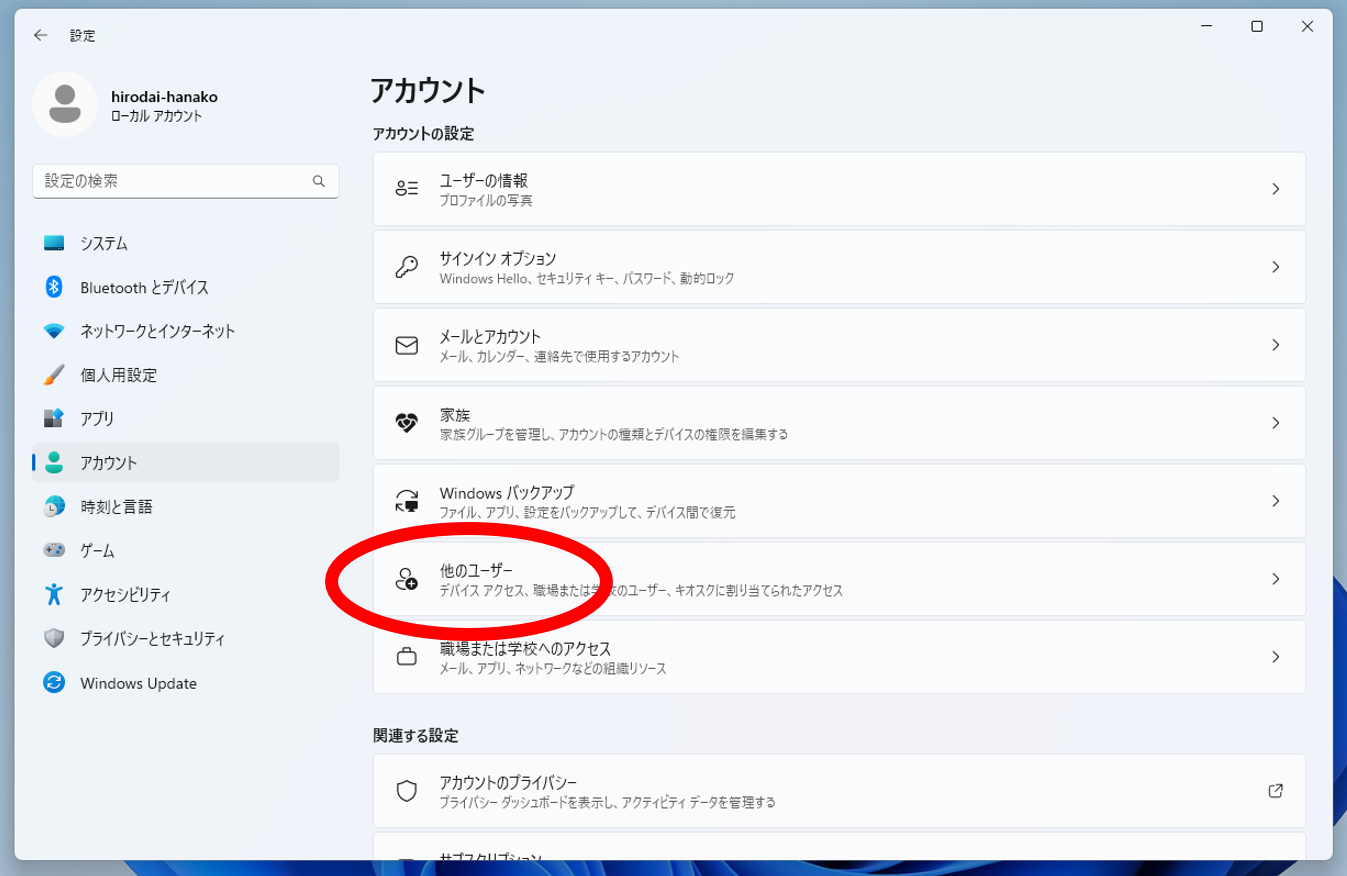 設定
hirodai-hanako
ローカル アカウント
設定の検索
システム
Bluetooth とデバイス
ネットワークとインターネット
個人用設定
アプリ
アカウント
時刻と言語
ゲーム
アクセシビリティ
プライバシーとセキュリティ
Windows Update
アカウント
アカウントの設定
ユーザーの情報
プロファイルの写真
サインイン オプション
Windows Hello、セキュリティ キー、パスワード、動的ロック
メールとアカウント
メール、カレンダー、連絡先で使用するアカウント
家族
家族グループを管理し、アカウントの種類とデバイスの権限を編集する
Windows バックアップ
ファイル、アプリ、設定をバックアップして、デバイス間で復元
他のユーザー
デバイス アクセス、職場または学校のユーザー、キオスクに割り当てられたアクセス
職場または学校へのアクセス
メール、アプリ、ネットワークなどの組織リソース
関連する設定
アカウントのプライバシー
プライバシー ダッシュボードを表示し、アクティビティ データを管理する
サブスクリプション